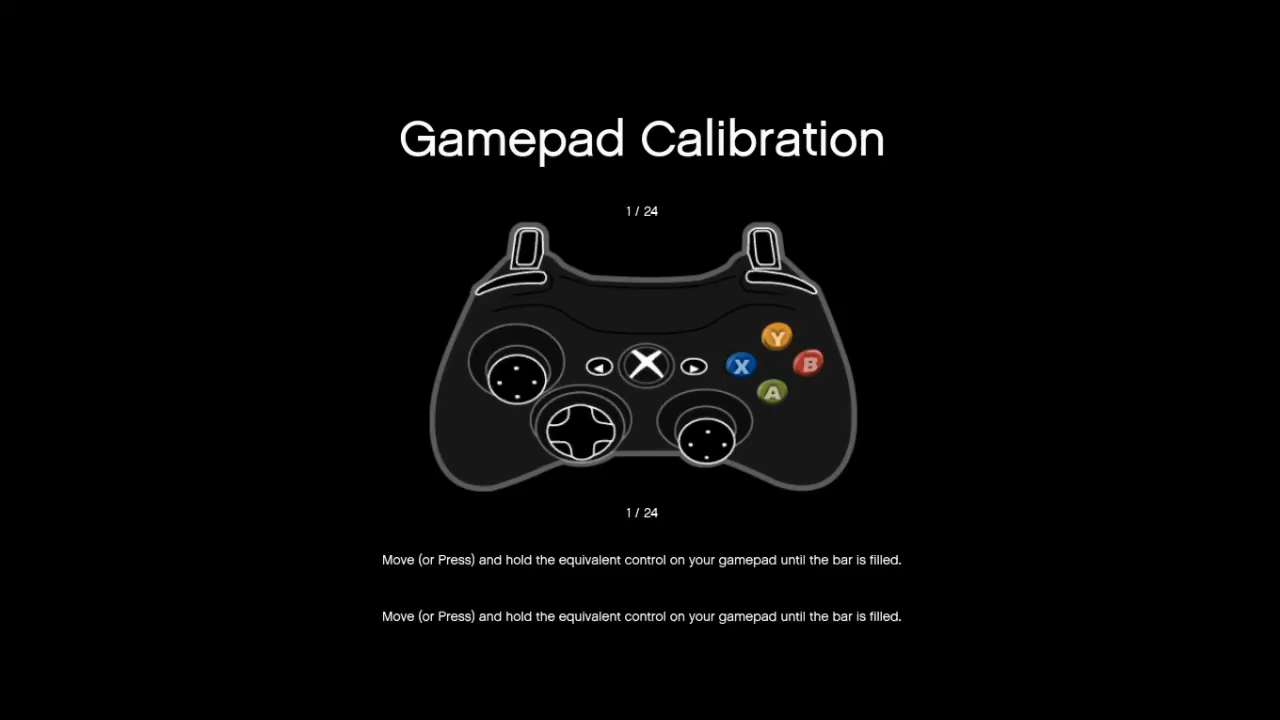 Gamepad Calibration
1 / 24
Y
X
B
A
1 / 24
Move (or Press) and hold the equivalent control on your gamepad until the bar is filled.
Move (or Press) and hold the equivalent control on your gamepad until the bar is filled.